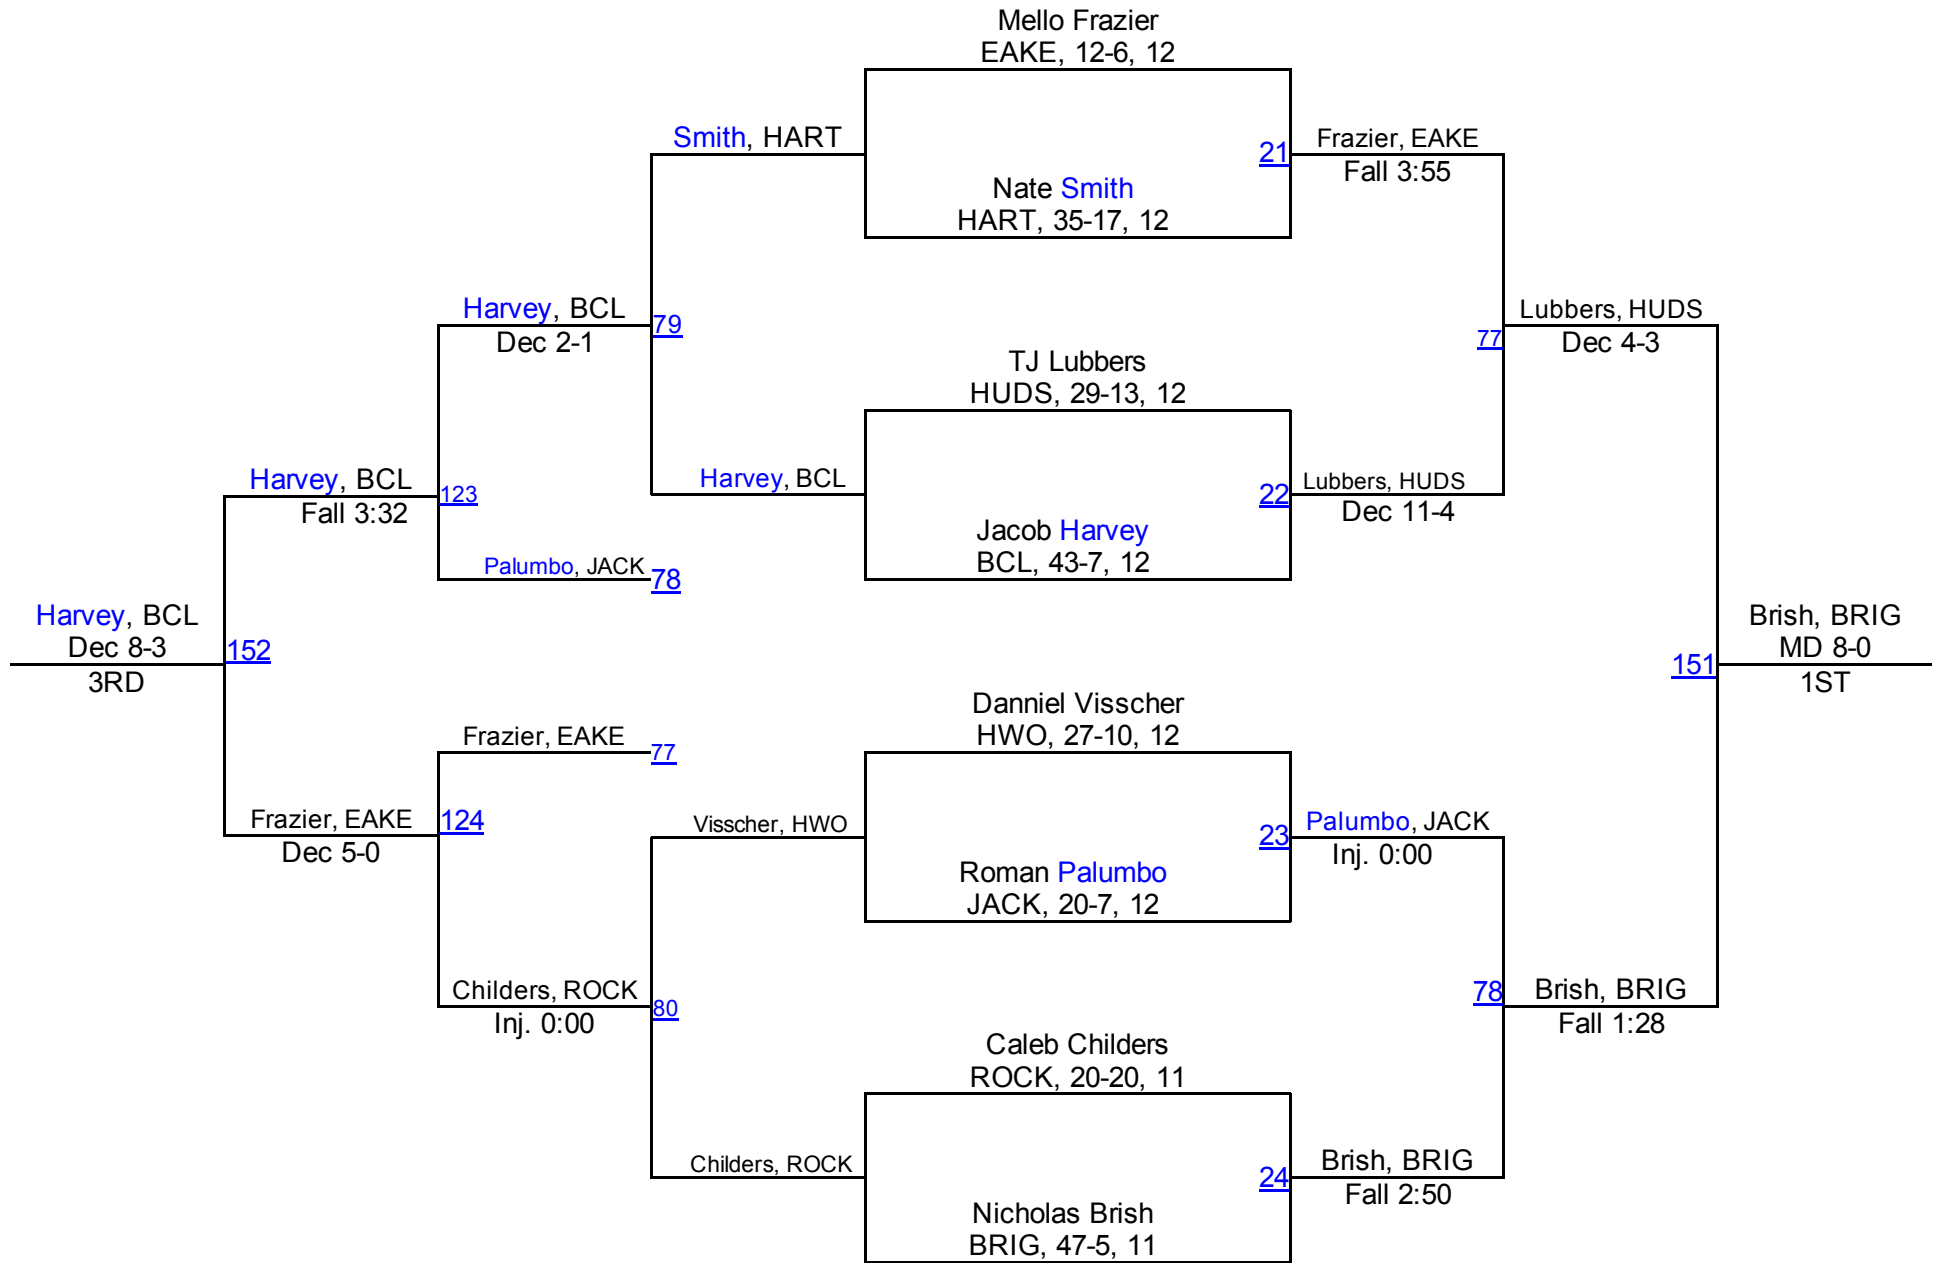 Mello Frazier
EAKE, 12-6, 12
Smith, HART
21
Frazier, EAKE
Fall 3:55
Nate Smith
HART, 35-17, 12
Harvey, BCL
Dec 2-1
79
77
Lubbers, HUDS
Dec 4-3
TJ Lubbers
HUDS, 29-13, 12
Harvey, BCL
Fall 3:32
123
Harvey, BCL
22
Lubbers, HUDS
Dec 11-4
Jacob Harvey
BCL, 43-7, 12
Palumbo, JACK
78
Harvey, BCL
Dec 8-3
3RD
152
151
Brish, BRIG
MD 8-0
1ST
Danniel Visscher
HWO, 27-10, 12
Frazier, EAKE
77
Frazier, EAKE
Dec 5-0
124
Visscher, HWO
23
Palumbo, JACK
Inj. 0:00
Roman Palumbo
JACK, 20-7, 12
Childers, ROCK
Inj. 0:00
80
78
Brish, BRIG
Fall 1:28
Caleb Childers
ROCK, 20-20, 11
Childers, ROCK
24
Brish, BRIG
Fall 2:50
Nicholas Brish
BRIG, 47-5, 11